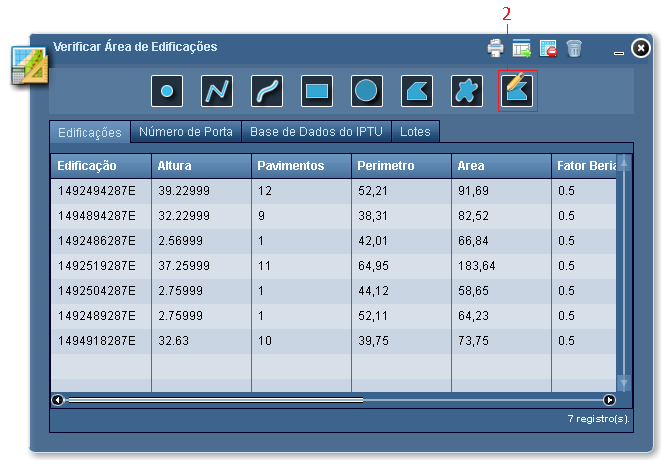 2
Verificar Área de Edificações
Edificações Número de Porta Base de Dados do IPTU Lotes
Edificação Altura Pavimentos Perimetro Area Fator Beria
1492494287E 39.22999 12 52,21 91,69 0.5
1494894287E 32.22999 9 38,31 82,52 0.5
1492486287E 2.56999 1 42,01 66,84 0.5
1492519287E 37.25999 11 64,95 183,64 0.5
1492504287E 2.75999 1 44,12 58,65 0.5
1492489287E 2.75999 1 52,11 64,23 0.5
1494918287E 32.63 10 39,75 73,75 0.5
7 registro(s).